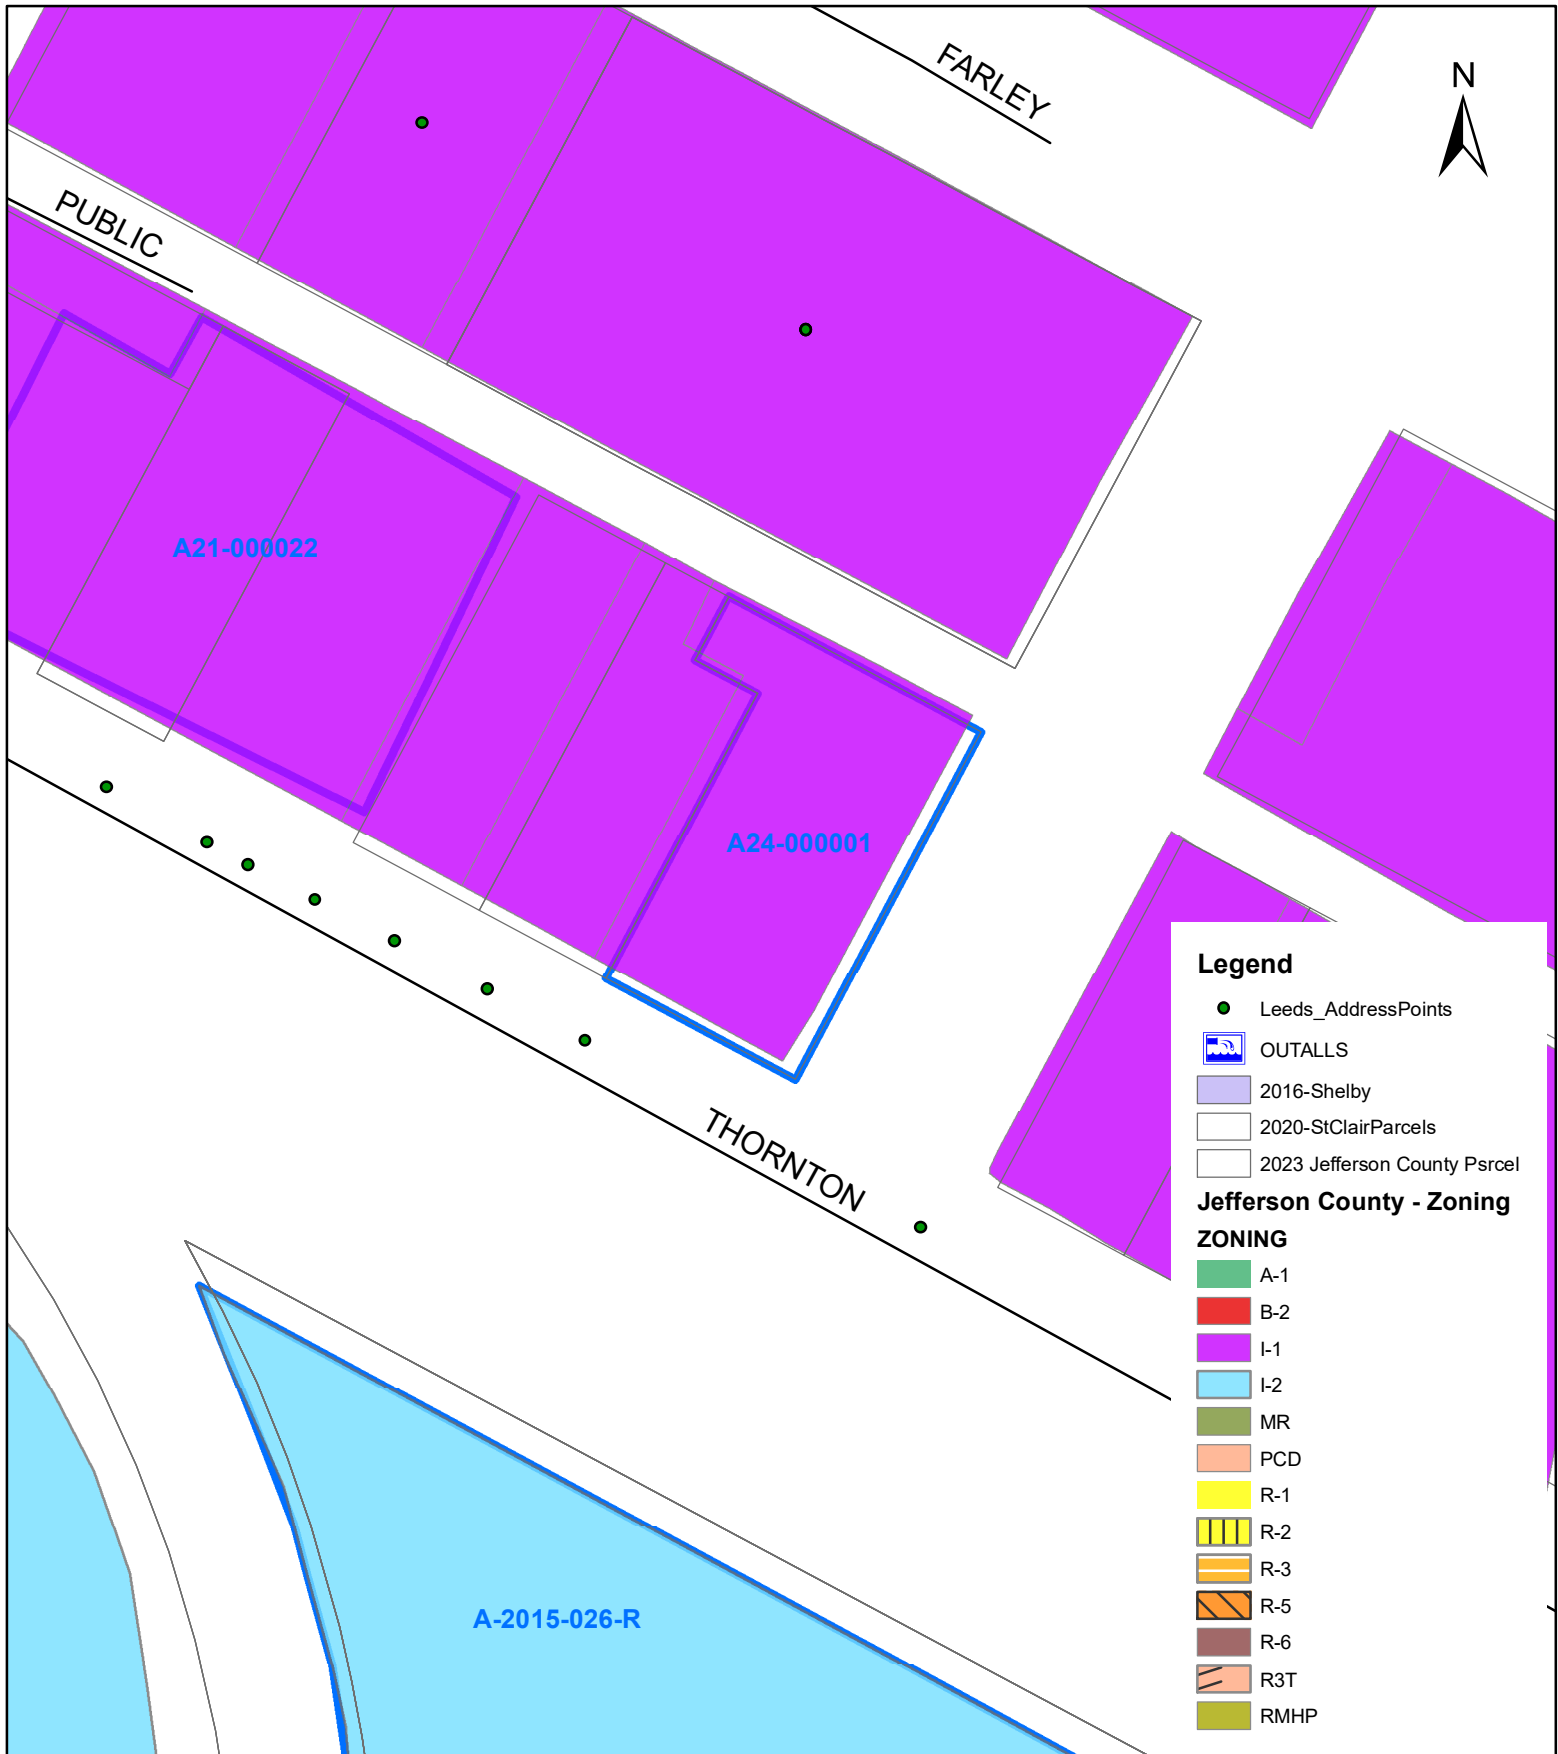 FARLEY
N
PUBLIC
A21-000022
A24-000001
THORNTON
A-2015-026-R
Legend
Leeds_AddressPoints
OUTALLS
2016-Shelby
2020-StClairParcels
2023 Jefferson County Psrcel
Jefferson County - Zoning
ZONING
A-1
B-2
I-1
I-2
MR
PCD
R-1
R-2
R-3
R-5
R-6
R3T
RMHP